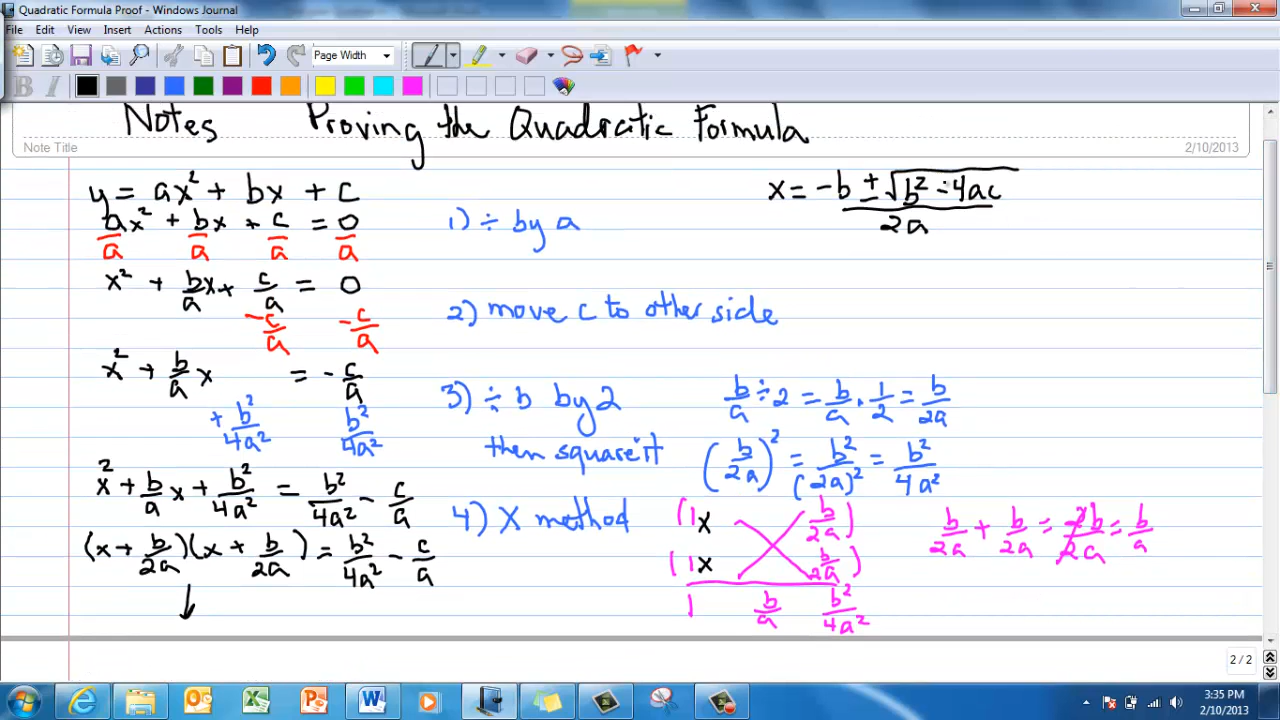 Quadratic Formula Proof - Windows Journal
File Edit View Insert Actions Tools Help
Page Width
B I
Notes Proving the Quadratic Formula
Note Title 2/10/2013
y = ax² + bx + c
x = -b ± √b² - 4ac / 2a
ax²/a + bx/a + c/a = 0/a
1) ÷ by a
x² + b/a x + c/a = 0
-c/a -c/a
2) move c to other side
x² + b/a x = -c/a
+ b²/4a² b²/4a²
3) ÷ b by 2
then square it
b/a ÷ 2 = b/a · 1/2 = b/2a
(b/2a)² = b²/(2a)² = b²/4a²
x² + b/a x + b²/4a² = b²/4a² - c/a
(x + b/2a)(x + b/2a) = b²/4a² - c/a
↓
4) X method
(1x b/2a)
(1x b/2a)
1 b/a b²/4a²
b/2a + b/2a = 2b/2a = b/a
2 / 2
3:35 PM
2/10/2013